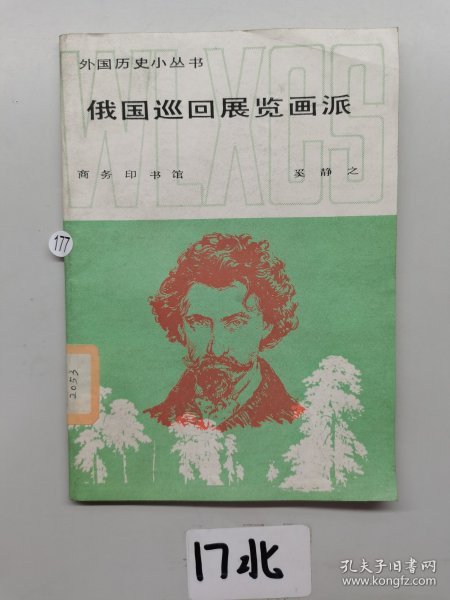 WLXCS
外国历史小丛书
俄国巡回展览画派
商务印书馆 奚静之
177
2053
17北
孔夫子旧书网
www.kongfz.com